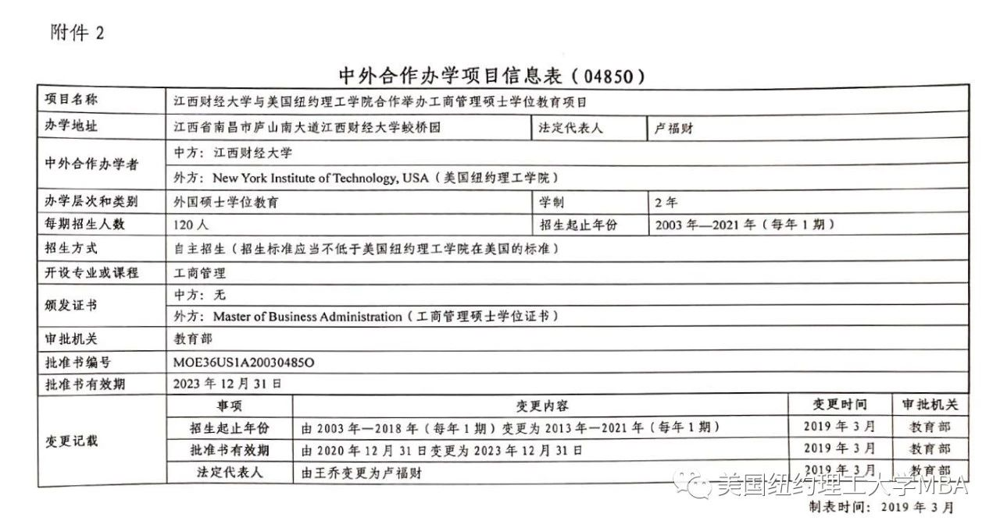 附件 2
中外合作办学项目信息表（04850）
项目名称 江西财经大学与美国纽约理工学院合作举办工商管理硕士学位教育项目
办学地址 江西省南昌市庐山南大道江西财经大学蛟桥园 法定代表人 卢福财
中外合作办学者 中方：江西财经大学
外方：New York Institute of Technology, USA（美国纽约理工学院）
办学层次和类别 外国硕士学位教育 学制 2 年
每期招生人数 120 人 招生起止年份 2003 年—2021 年（每年 1 期）
招生方式 自主招生（招生标准应当不低于美国纽约理工学院在美国的标准）
开设专业或课程 工商管理
颁发证书 中方：无
外方：Master of Business Administration（工商管理硕士学位证书）
审批机关 教育部
批准书编号 MOE36US1A20030485O
批准书有效期 2023 年 12 月 31 日
变更记载 事项 变更内容 变更时间 审批机关
招生起止年份 由 2003 年—2018 年（每年 1 期）变更为 2013 年—2021 年（每年 1 期） 2019 年 3 月 教育部
批准书有效期 由 2020 年 12 月 31 日变更为 2023 年 12 月 31 日 2019 年 3 月 教育部
法定代表人 由王乔变更为卢福财 2019 年 3 月 教育部
美国纽约理工大学MBA
制表时间：2019 年 3 月